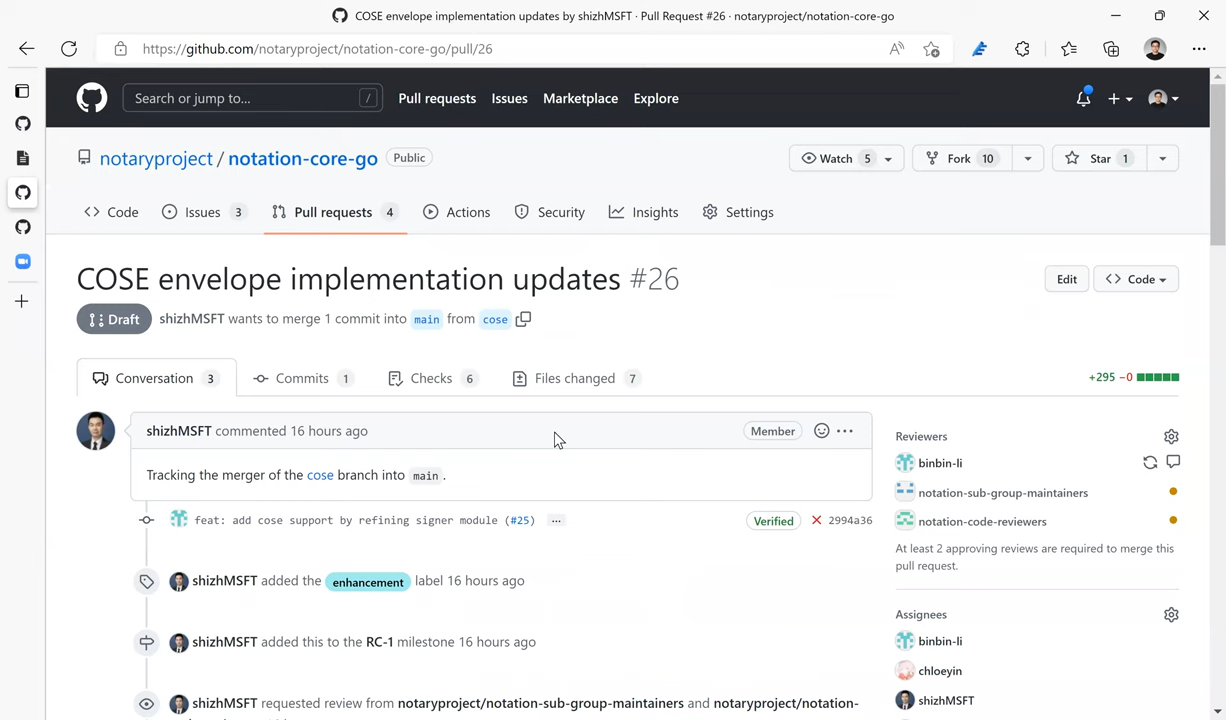 COSE envelope implementation updates by shizhMSFT · Pull Request #26 · notaryproject/notation-core-go
https://github.com/notaryproject/notation-core-go/pull/26
Search or jump to... /
Pull requests Issues Marketplace Explore
notaryproject / notation-core-go Public
Watch 5 Fork 10 Star 1
Code Issues 3 Pull requests 4 Actions Security Insights Settings
COSE envelope implementation updates #26
Edit <> Code
Draft shizhMSFT wants to merge 1 commit into main from cose
Conversation 3 Commits 1 Checks 6 Files changed 7
+295 −0
shizhMSFT commented 16 hours ago Member ...
Tracking the merger of the cose branch into main.
feat: add cose support by refining signer module (#25) ... Verified 2994a36
shizhMSFT added the enhancement label 16 hours ago
shizhMSFT added this to the RC-1 milestone 16 hours ago
shizhMSFT requested review from notaryproject/notation-sub-group-maintainers and notaryproject/notation-
Reviewers
binbin-li
notation-sub-group-maintainers
notation-code-reviewers
At least 2 approving reviews are required to merge this
pull request.
Assignees
binbin-li
chloeyin
shizhMSFT